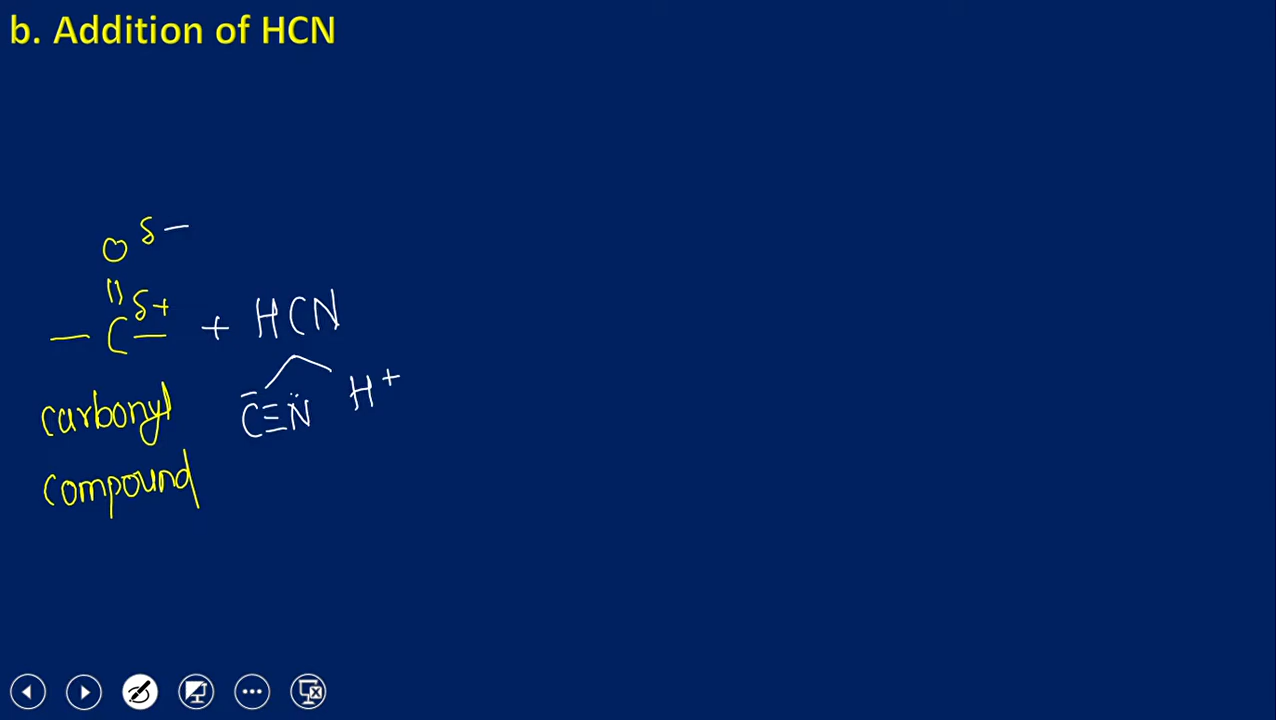 b. Addition of HCN
O δ−
||
— C — δ+ + HCN
C̄≡N̈ H⁺
carbonyl
compound